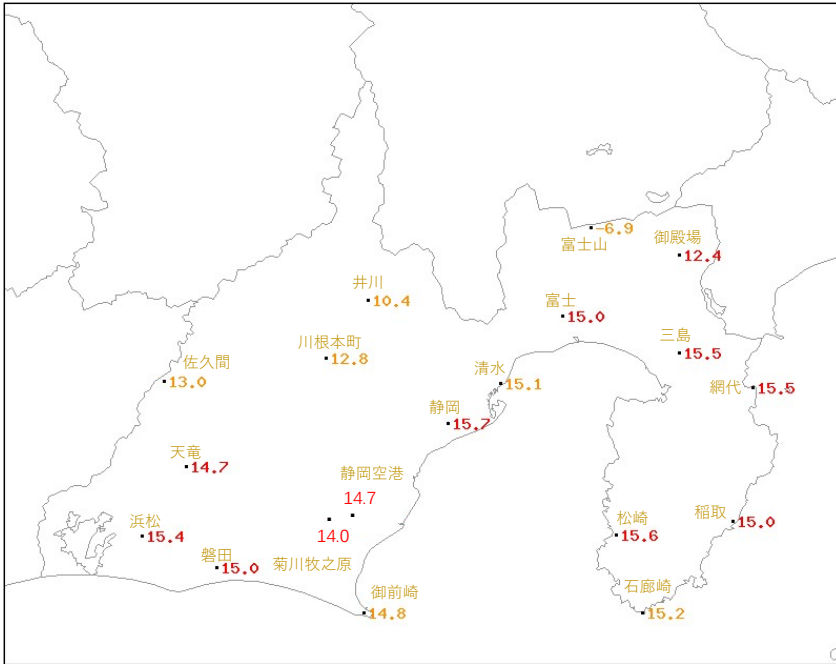 富士山
-6.9
御殿場
12.4
井川
10.4
富士
15.0
川根本町
12.8
三島
15.5
佐久間
13.0
清水
15.1
網代
15.5
静岡
15.7
天竜
14.7
静岡空港
14.7
浜松
15.4
14.0
菊川牧之原
松崎
15.6
稲取
15.0
磐田
15.0
御前崎
14.8
石廊崎
15.2